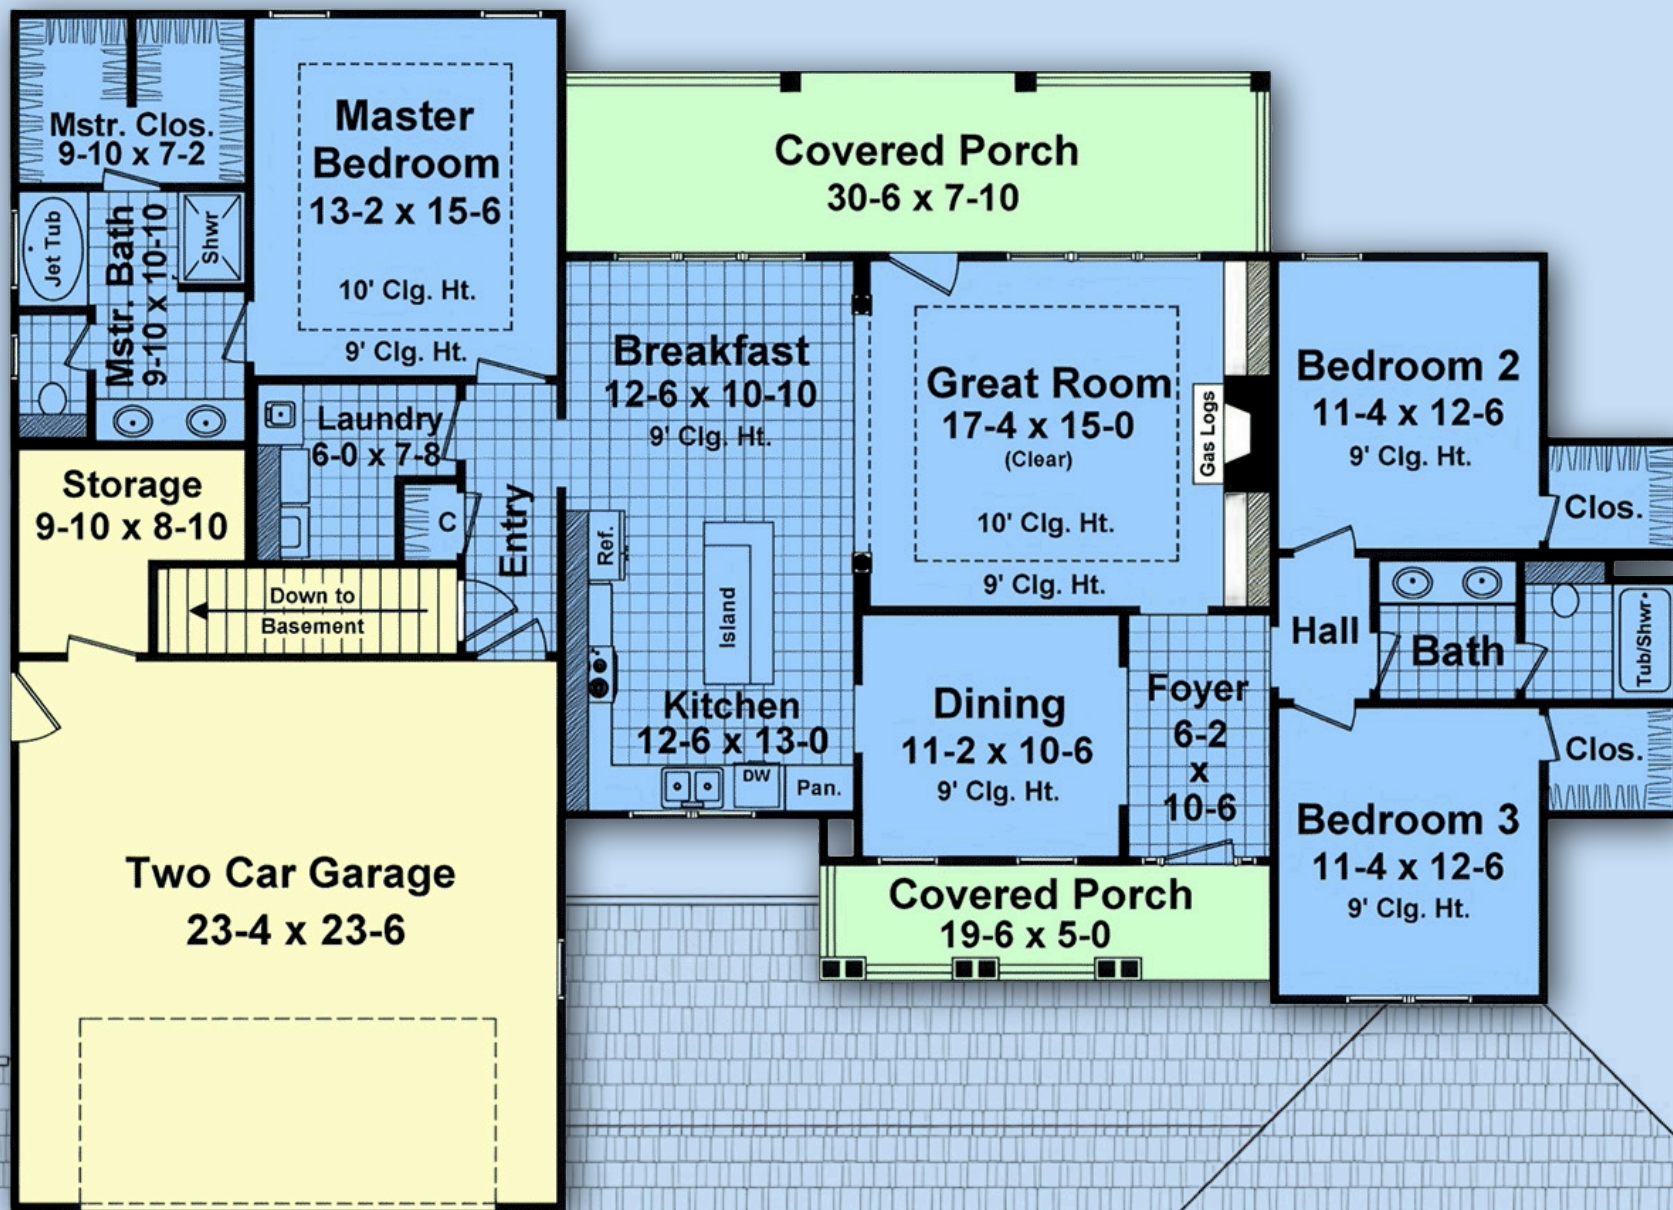 Mstr. Clos.
9-10 x 7-2
Master
Bedroom
13-2 x 15-6
10' Clg. Ht.
9' Clg. Ht.
Covered Porch
30-6 x 7-10
Jet Tub
Mstr. Bath
9-10 x 10-10
Shwr
Laundry
6-0 x 7-8
C
Entry
Storage
9-10 x 8-10
Down to
Basement
Breakfast
12-6 x 10-10
9' Clg. Ht.
Ref.
Island
Kitchen
12-6 x 13-0
DW
Pan.
Great Room
17-4 x 15-0
(Clear)
10' Clg. Ht.
9' Clg. Ht.
Gas Logs
Bedroom 2
11-4 x 12-6
9' Clg. Ht.
Clos.
Hall
Bath
Tub/Shwr
Dining
11-2 x 10-6
9' Clg. Ht.
Foyer
6-2
x
10-6
Clos.
Bedroom 3
11-4 x 12-6
9' Clg. Ht.
Two Car Garage
23-4 x 23-6
Covered Porch
19-6 x 5-0